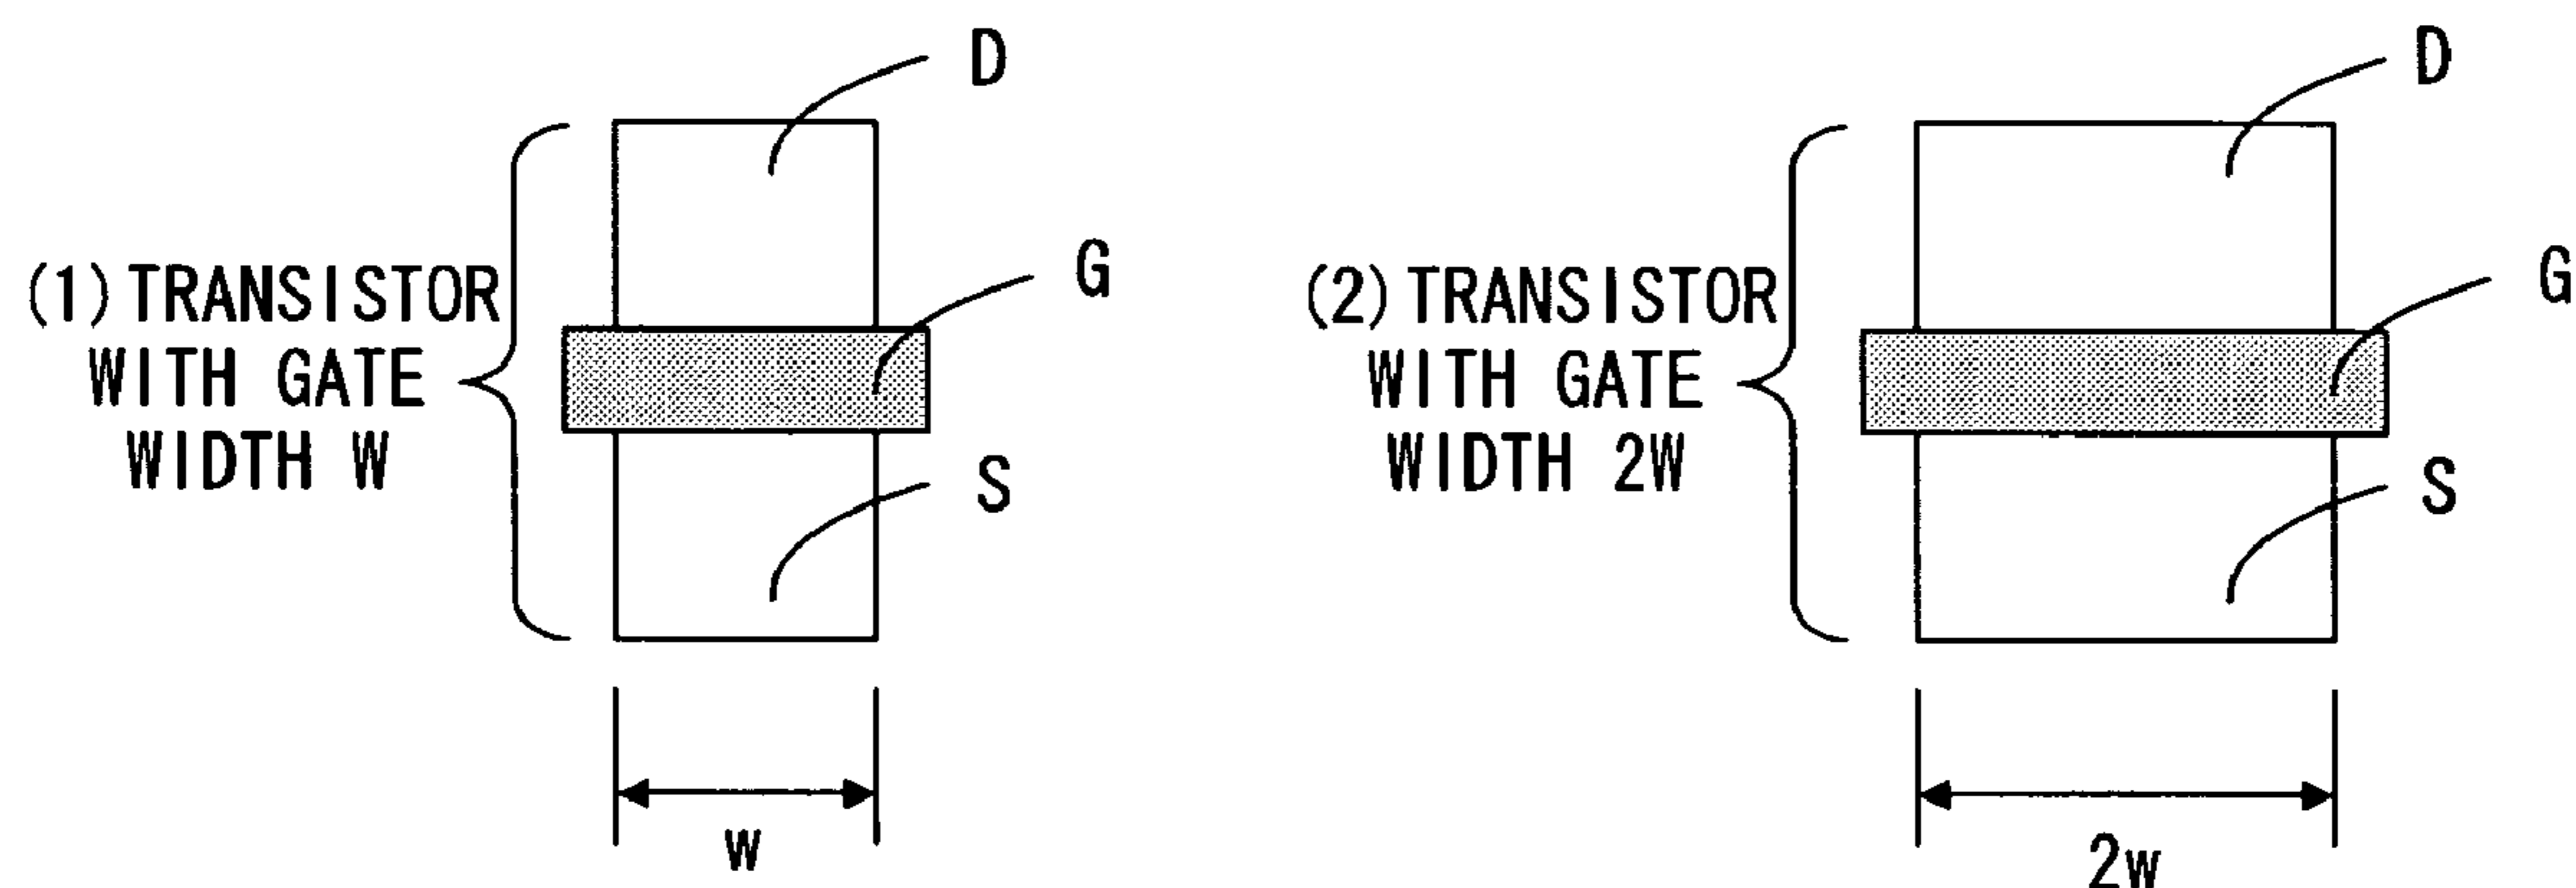 D
(1) TRANSISTOR
WITH GATE
WIDTH W
G
S
w
D
(2) TRANSISTOR
WITH GATE
WIDTH 2W
G
S
2w